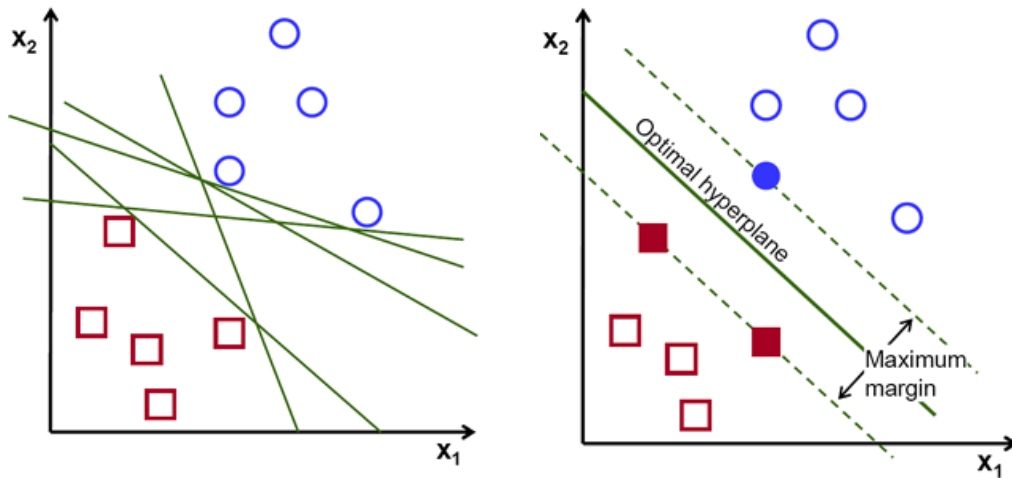 x₂
x₁
x₂
Optimal hyperplane
Maximum
margin
x₁